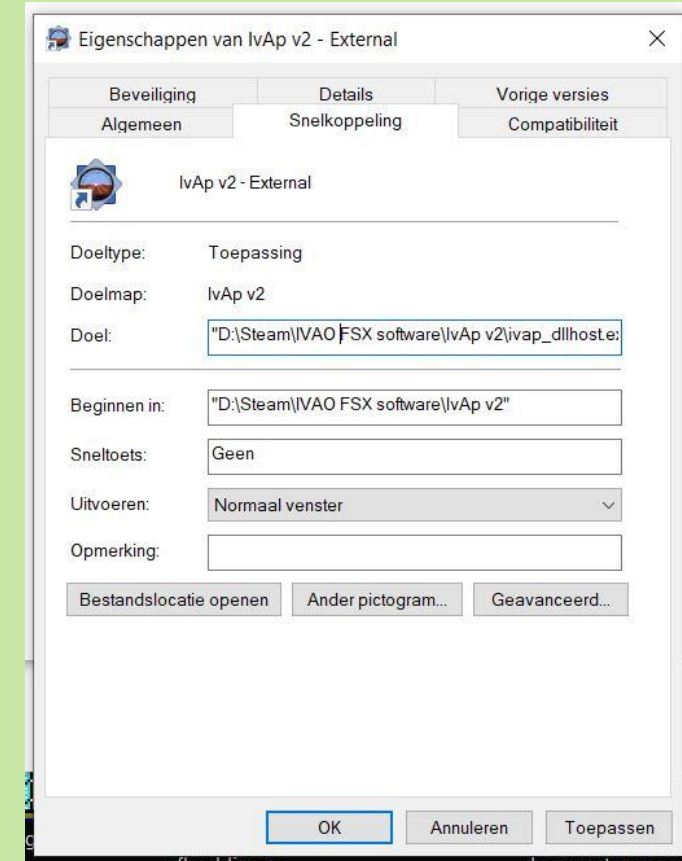 Eigenschappen van IvAp v2 - External
Beveiliging Details Vorige versies
Algemeen Snelkoppeling Compatibiliteit
IvAp v2 - External
Doeltype: Toepassing
Doelmap: IvAp v2
Doel: "D:\Steam\IVAO FSX software\IvAp v2\ivap_dllhost.e
Beginnen in: "D:\Steam\IVAO FSX software\IvAp v2"
Sneltoets: Geen
Uitvoeren: Normaal venster
Opmerking:
Bestandslocatie openen Ander pictogram... Geavanceerd...
OK Annuleren Toepassen